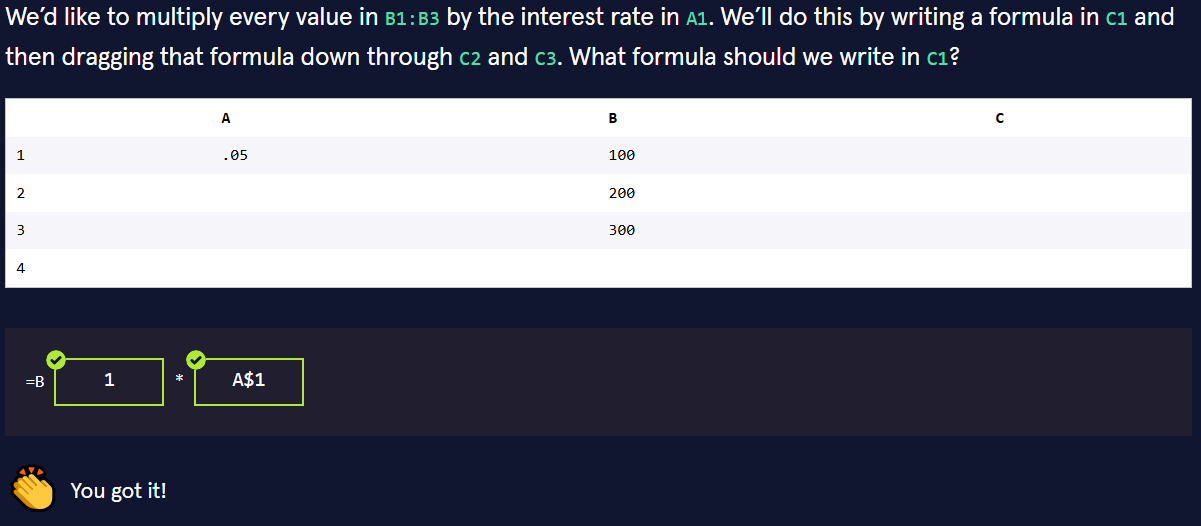 We’d like to multiply every value in B1:B3 by the interest rate in A1. We’ll do this by writing a formula in C1 and
then dragging that formula down through C2 and C3. What formula should we write in C1?
A B C
1 .05 100
2 200
3 300
4
=B 1 * A$1
You got it!